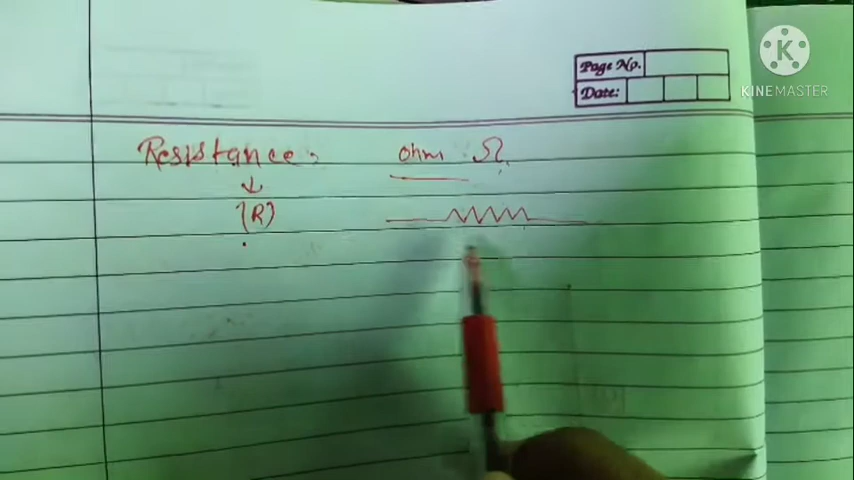 Page No.
Date:
K
KINEMASTER
Resistance :
ohm Ω
(R)